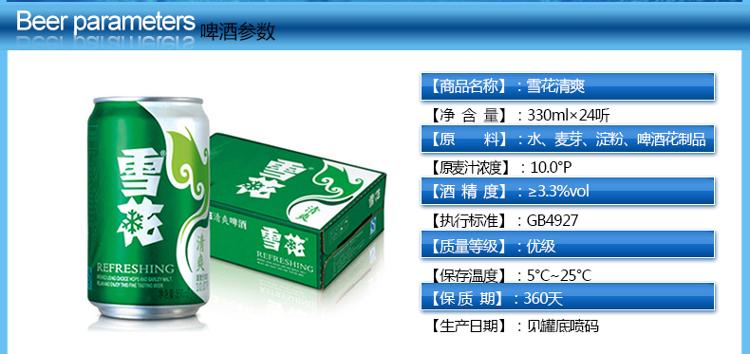 Beer parameters 啤酒参数
【商品名称】：雪花清爽
【净 含 量】：330ml×24听
【原 料】：水、麦芽、淀粉、啤酒花制品
【原麦汁浓度】：10.0°P
【酒 精 度】：≥3.3%vol
【执行标准】：GB4927
【质量等级】：优级
【保存温度】：5°C~25°C
【保 质 期】：360天
【生产日期】：见罐底喷码
雪花
清爽
REFRESHING
清爽啤酒
雪花
REFRESHING
清爽